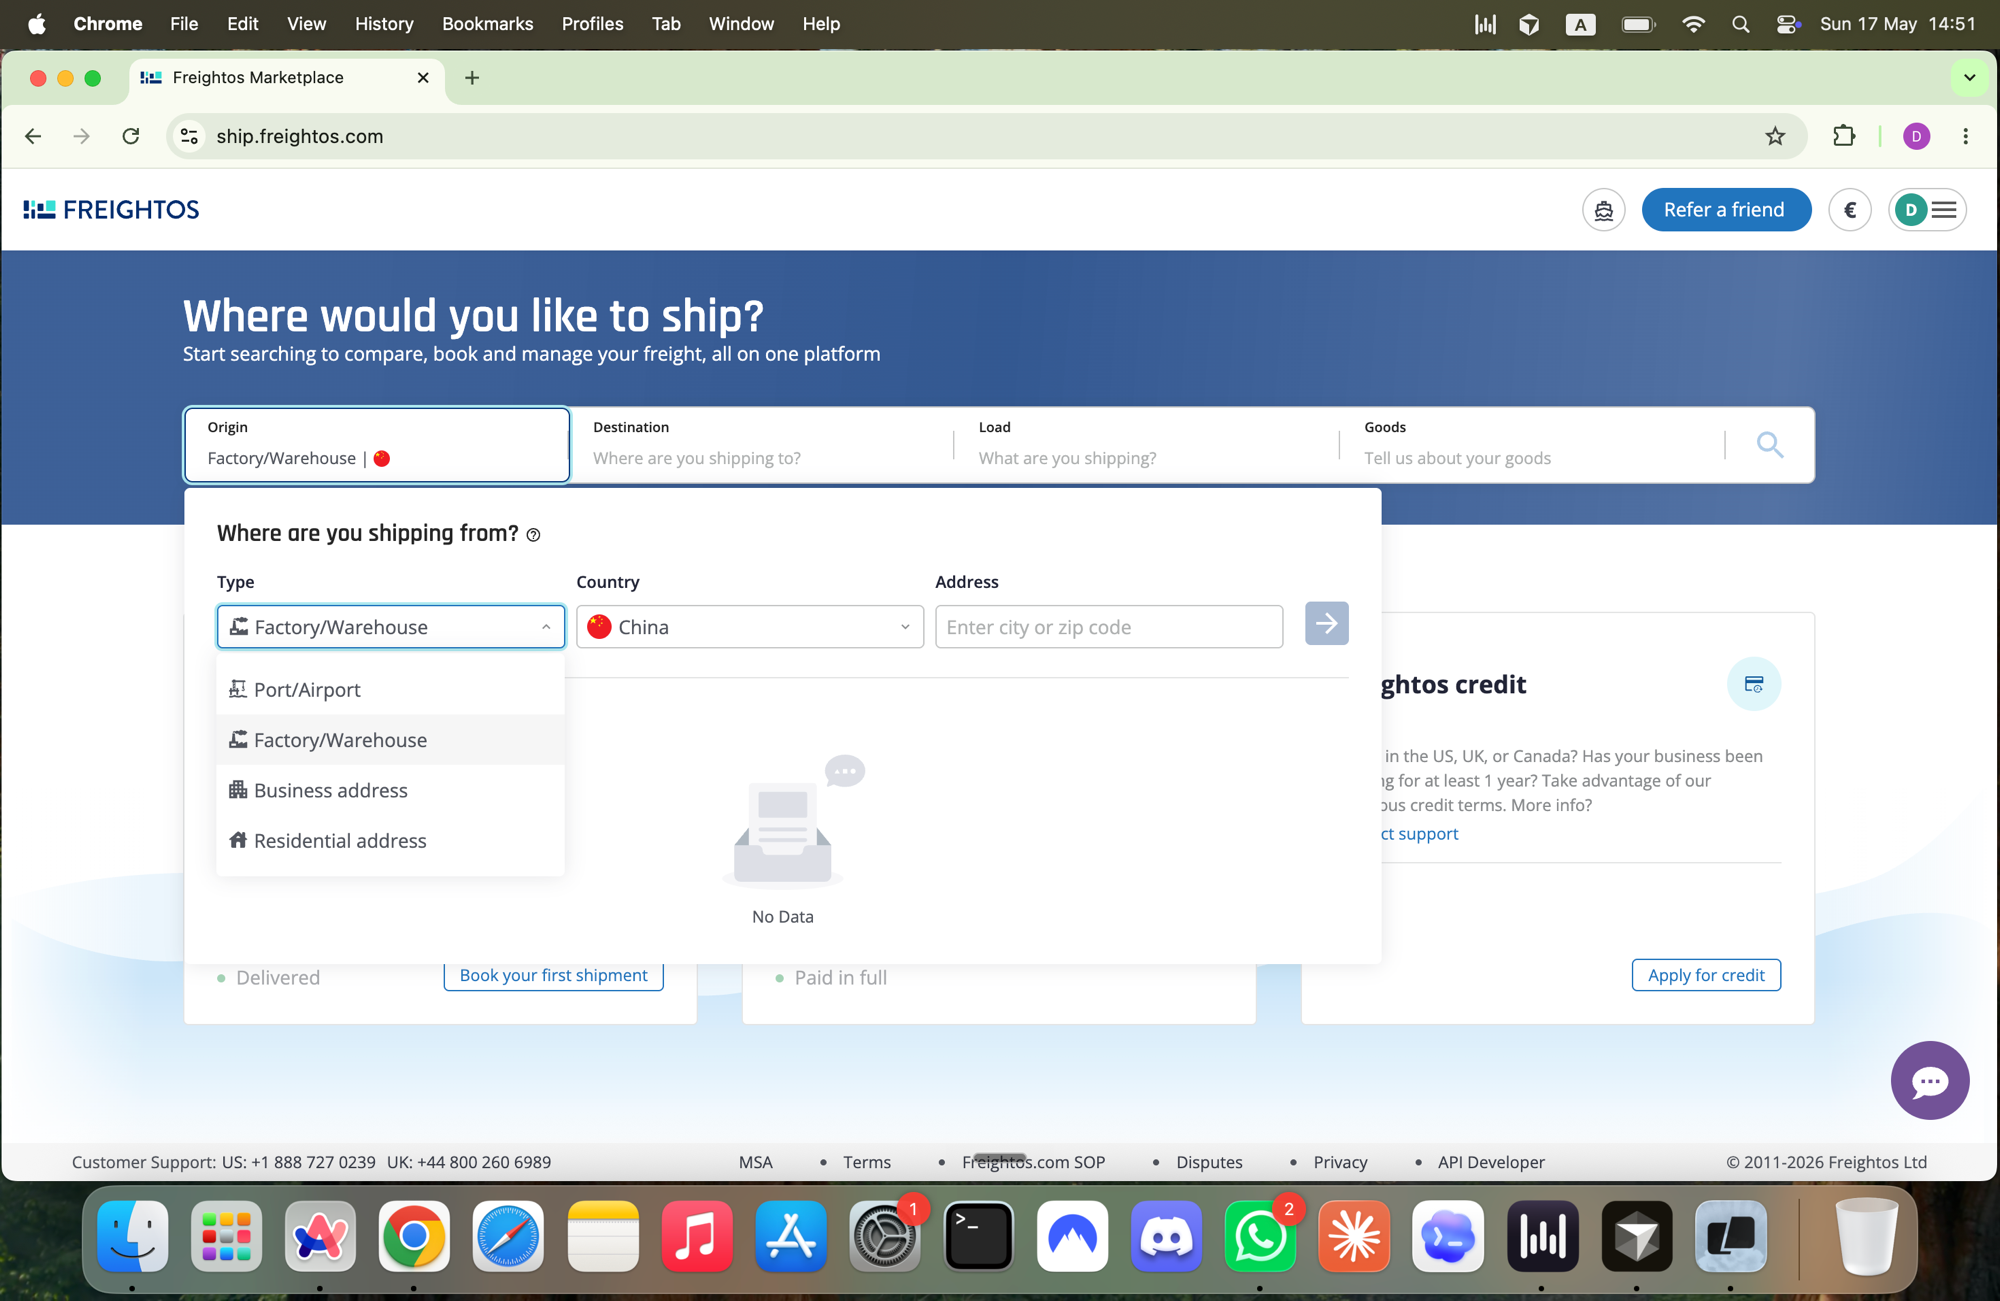 Chrome File Edit View History Bookmarks Profiles Tab Window Help
A
Sun 17 May 14:51
Freightos Marketplace
ship.freightos.com
D
FREIGHTOS
Refer a friend
€
D
Where would you like to ship?
Start searching to compare, book and manage your freight, all on one platform
Origin
Factory/Warehouse |
Destination
Where are you shipping to?
Load
What are you shipping?
Goods
Tell us about your goods
Where are you shipping from?
Type
Country
Address
Factory/Warehouse
China
Enter city or zip code
Port/Airport
Factory/Warehouse
Business address
Residential address
No Data
ghtos credit
in the US, UK, or Canada? Has your business been
g for at least 1 year? Take advantage of our
ous credit terms. More info?
ct support
Delivered
Book your first shipment
Paid in full
Apply for credit
Customer Support: US: +1 888 727 0239 UK: +44 800 260 6989
MSA • Terms • Freightos.com SOP • Disputes • Privacy • API Developer
© 2011-2026 Freightos Ltd
1
2